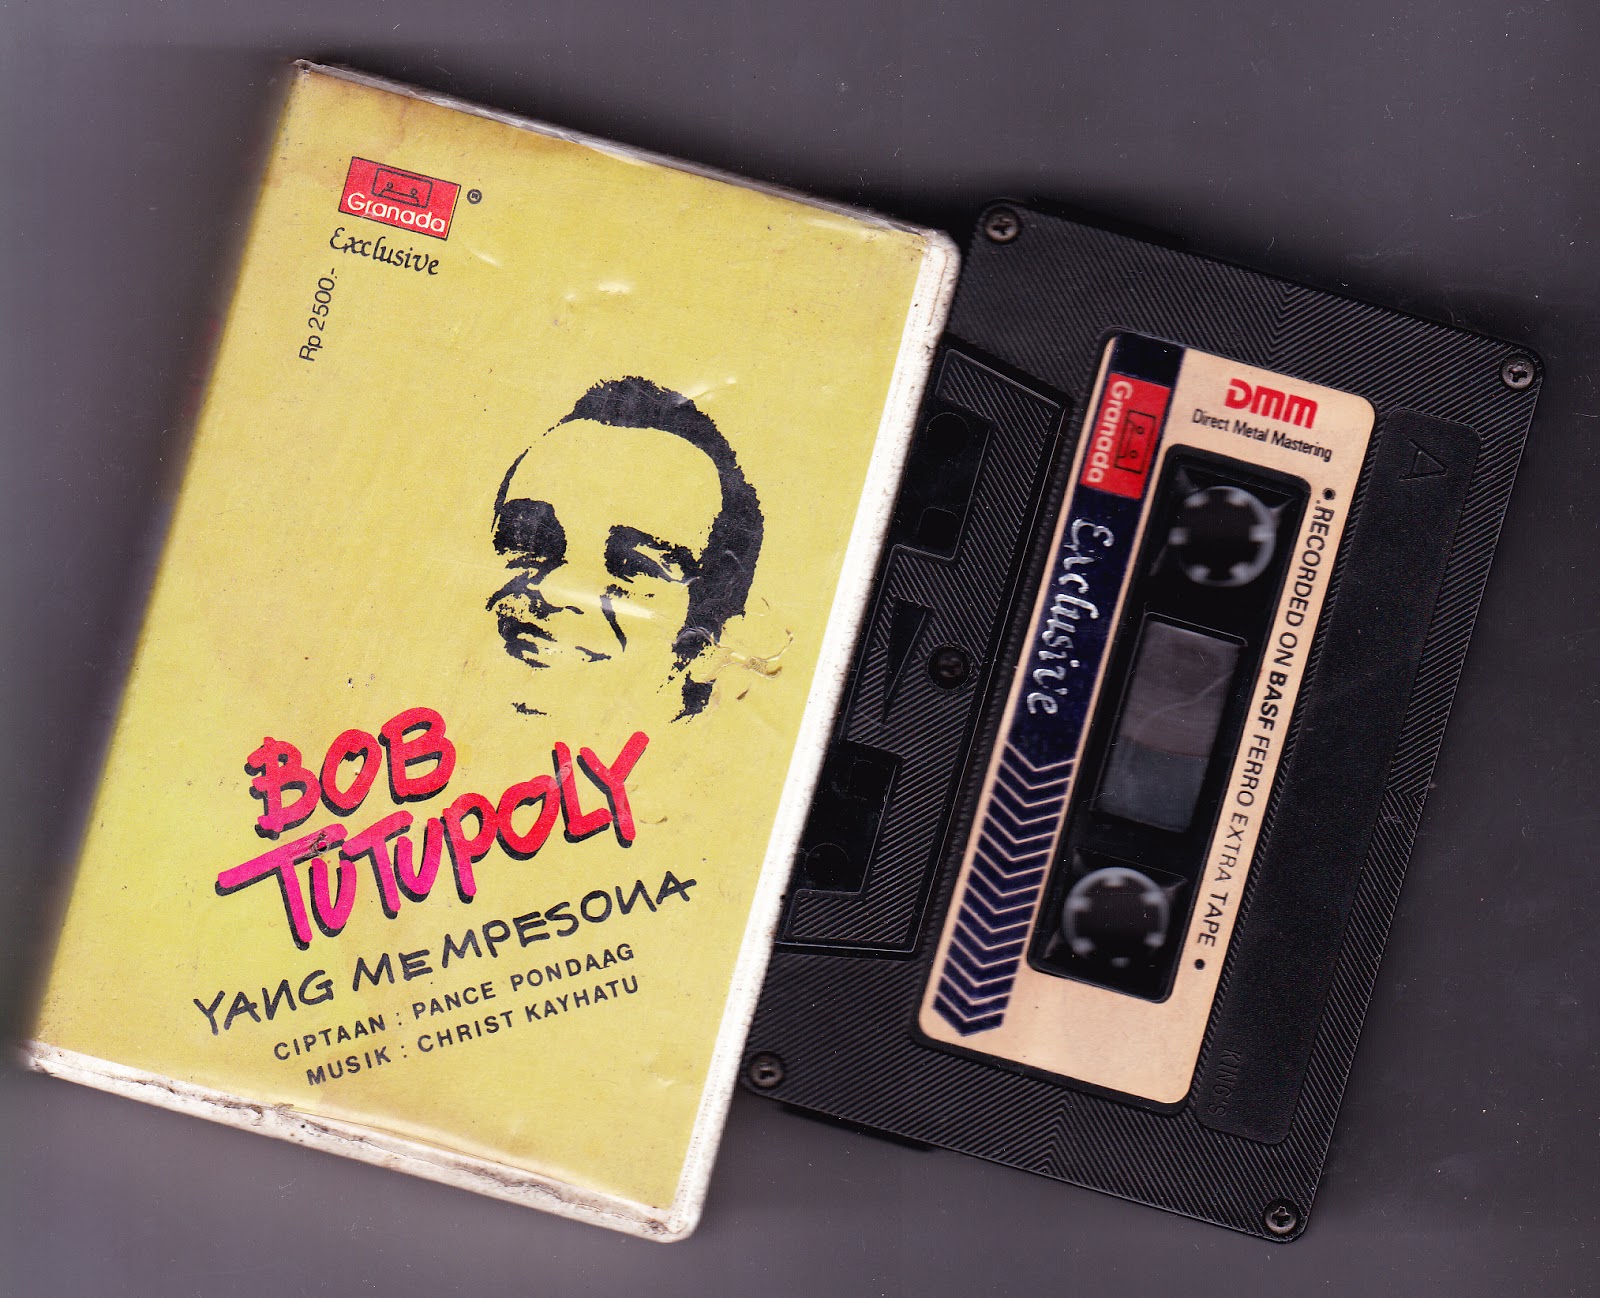 Granada
®
Exclusive
Rp 2500.-
BOB
TUTUPOLY
YANG MEMPESONA
CIPTAAN : PANCE PONDAAG
MUSIK : CHRIST KAYHATU
Granada
Exclusive
DMM
Direct Metal Mastering
• .RECORDED ON BASF FERRO EXTRA TAPE •
A
KING'S